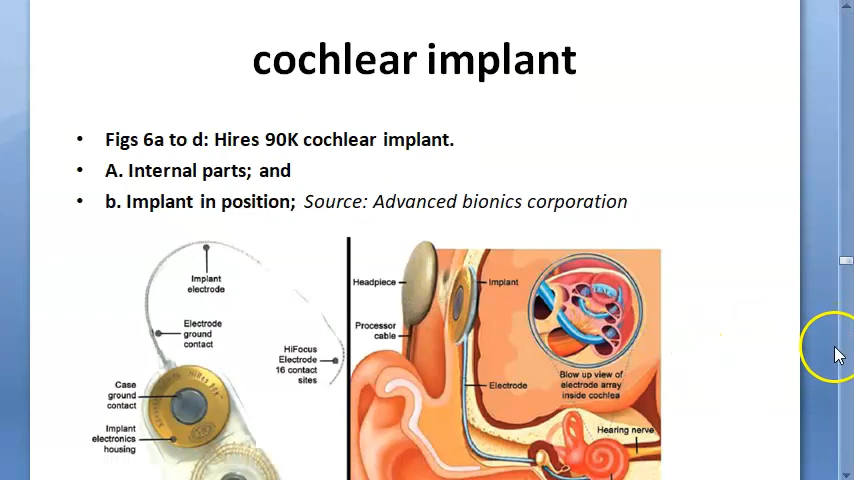 cochlear implant
• Figs 6a to d: Hires 90K cochlear implant.
• A. Internal parts; and
• b. Implant in position; Source: Advanced bionics corporation
Implant
electrode
Electrode
ground
contact
HiFocus
Electrode
16 contact
sites
Case
ground
contact
Implant
electronics
housing
HIRES 90K
Headpiece
Implant
Processor
cable
Electrode
Blow up view of
electrode array
inside cochlea
Hearing nerve